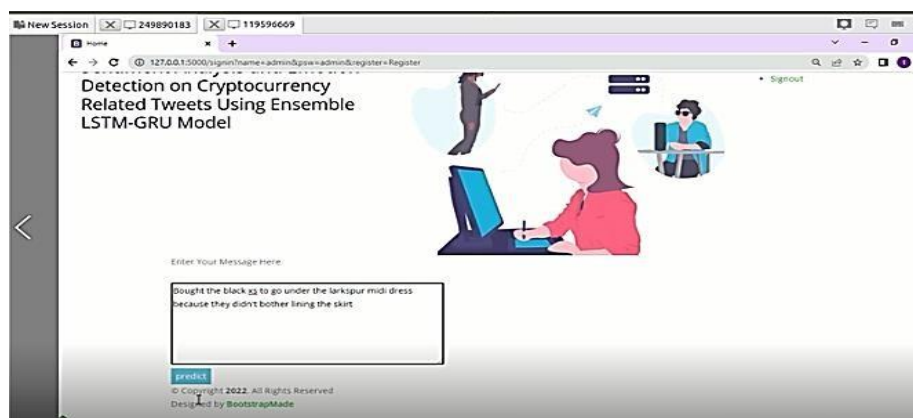 New Session 249890183 119596669
Home
127.0.0.1:5000/signin?name=admin&psw=admin&register=Register
Detection on Cryptocurrency
Related Tweets Using Ensemble
LSTM-GRU Model
Signout
Enter Your Message Here
Bought the black xs to go under the larkspur midi dress
because they didn't bother lining the skirt
predict
© Copyright 2022. All Rights Reserved
Designed by BootstrapMade